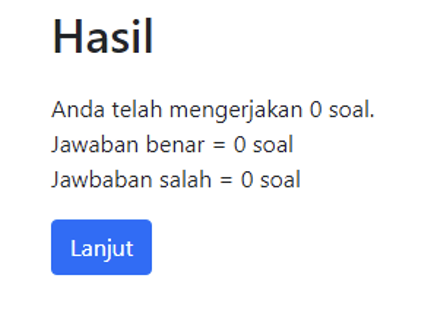 Hasil
Anda telah mengerjakan 0 soal.
Jawaban benar = 0 soal
Jawbaban salah = 0 soal
Lanjut